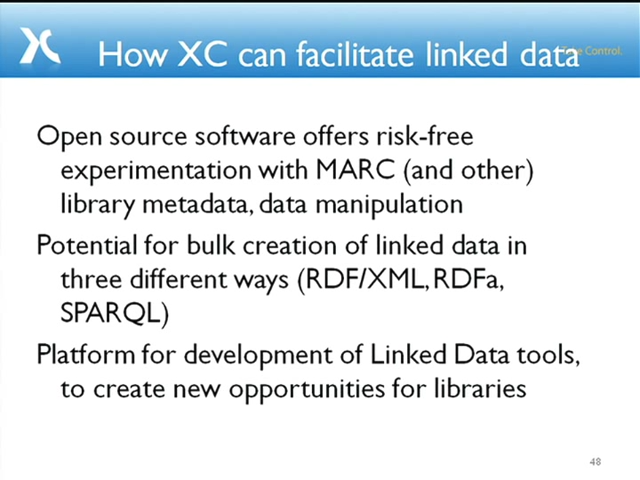 How XC can facilitate linked data
Take Control.
Open source software offers risk-free
experimentation with MARC (and other)
library metadata, data manipulation
Potential for bulk creation of linked data in
three different ways (RDF/XML, RDFa,
SPARQL)
Platform for development of Linked Data tools,
to create new opportunities for libraries
48